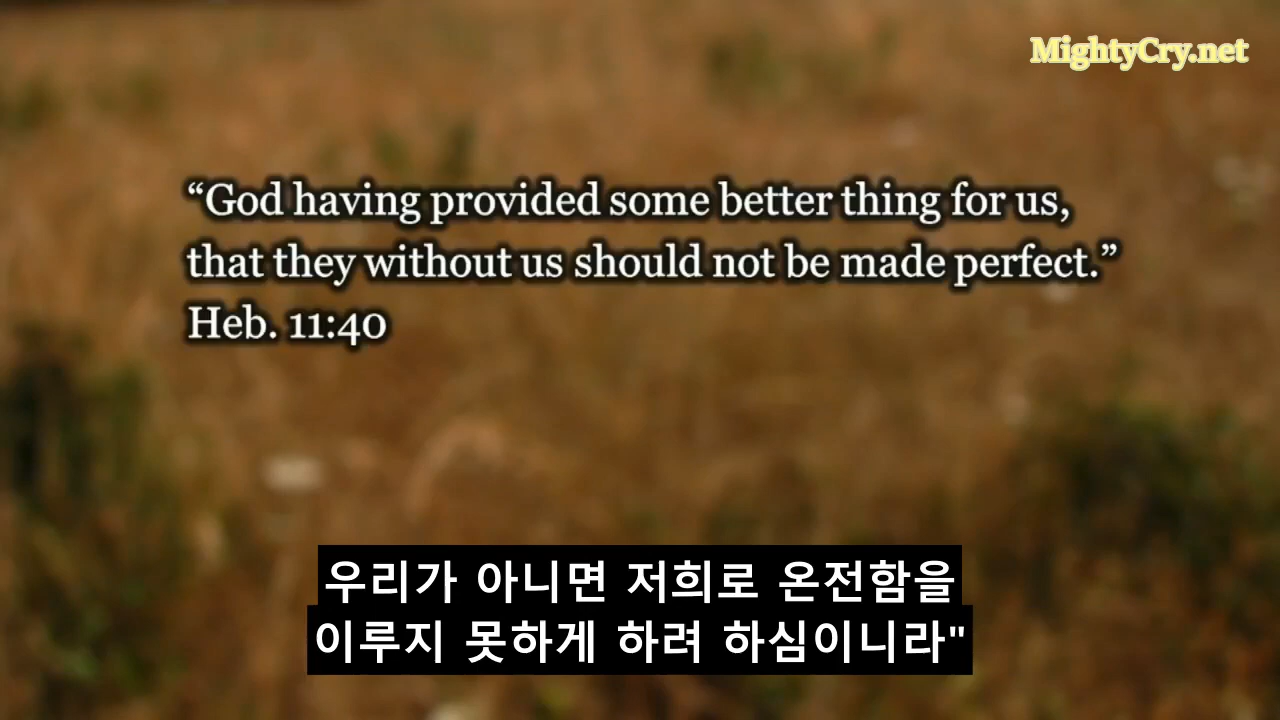 MightyCry.net
“God having provided some better thing for us,
that they without us should not be made perfect.”
Heb. 11:40
우리가 아니면 저희로 온전함을
이루지 못하게 하려 하심이니라"